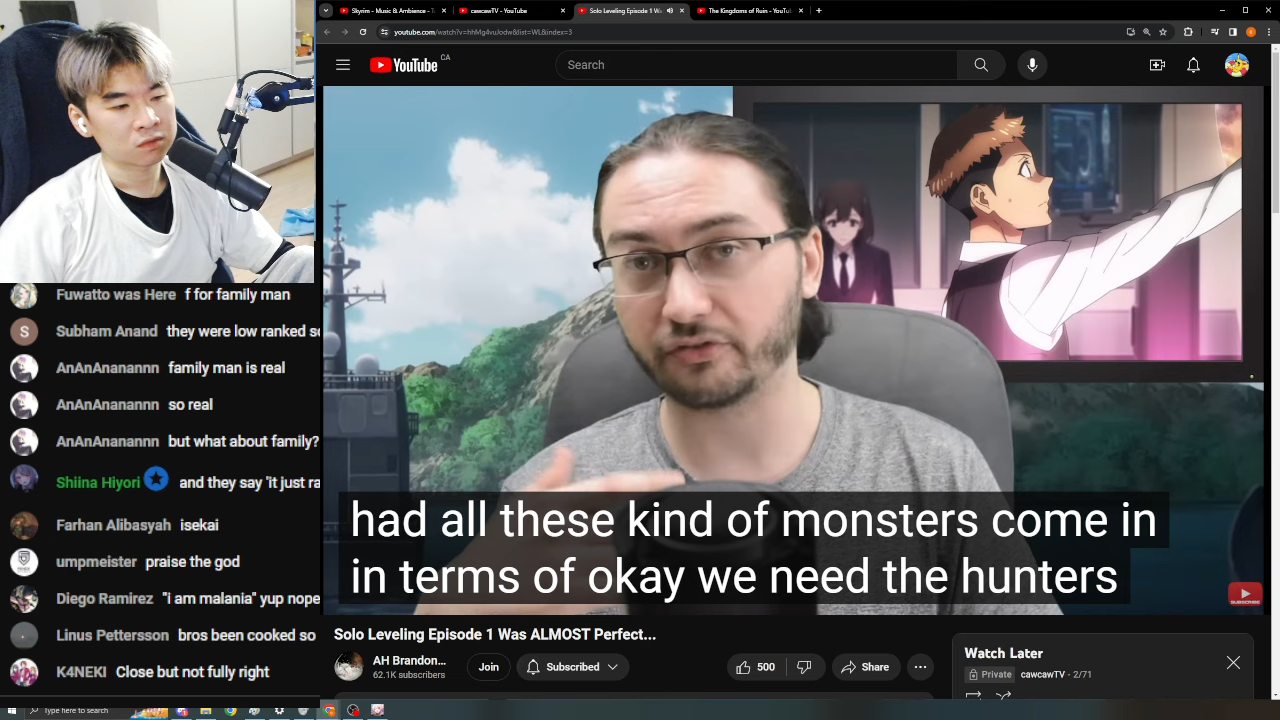 Skyrim - Music & Ambience -
cawcawTV - YouTube
Solo Leveling Episode 1 W
The Kingdoms of Ruin - YouTu
youtube.com/watch?v=hhMg4vuJodw&list=WL&index=3
YouTube CA
Search
Fuwatto was Here f for family man
S
Subham Anand they were low ranked so
AnAnAnanannn family man is real
AnAnAnanannn so real
AnAnAnanannn but what about family?
Shiina Hiyori and they say 'it just ra
Farhan Alibasyah isekai
umpmeister praise the god
Diego Ramirez "i am malania" yup nope
Linus Pettersson bros been cooked so
K4NEKI Close but not fully right
had all these kind of monsters come in
in terms of okay we need the hunters
SUBSCRIBE
Solo Leveling Episode 1 Was ALMOST Perfect...
AH Brandon...
62.1K subscribers
Join
Subscribed
500
Share
Watch Later
Private cawcawTV - 2/71
Type here to search